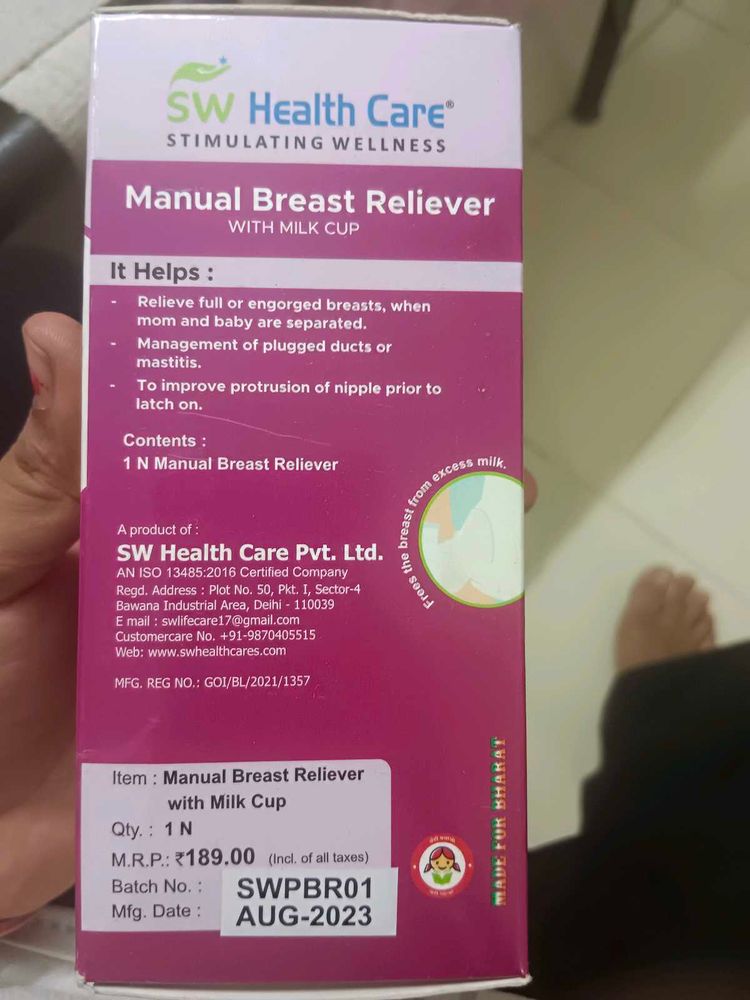 SW Health Care®
STIMULATING WELLNESS
Manual Breast Reliever
WITH MILK CUP
It Helps :
- Relieve full or engorged breasts, when
mom and baby are separated.
- Management of plugged ducts or
mastitis.
- To improve protrusion of nipple prior to
latch on.
Contents :
1 N Manual Breast Reliever
Frees the breast from excess milk.
A product of :
SW Health Care Pvt. Ltd.
AN ISO 13485:2016 Certified Company
Regd. Address : Plot No. 50, Pkt. I, Sector-4
Bawana Industrial Area, Delhi - 110039
E mail : swlifecare17@gmail.com
Customercare No. +91-9870405515
Web: www.swhealthcares.com
MFG. REG NO.: GOI/BL/2021/1357
Item : Manual Breast Reliever
with Milk Cup
Qty. : 1 N
M.R.P.: ₹189.00 (Incl. of all taxes)
Batch No. : SWPBR01
Mfg. Date : AUG-2023
MADE FOR BHARAT